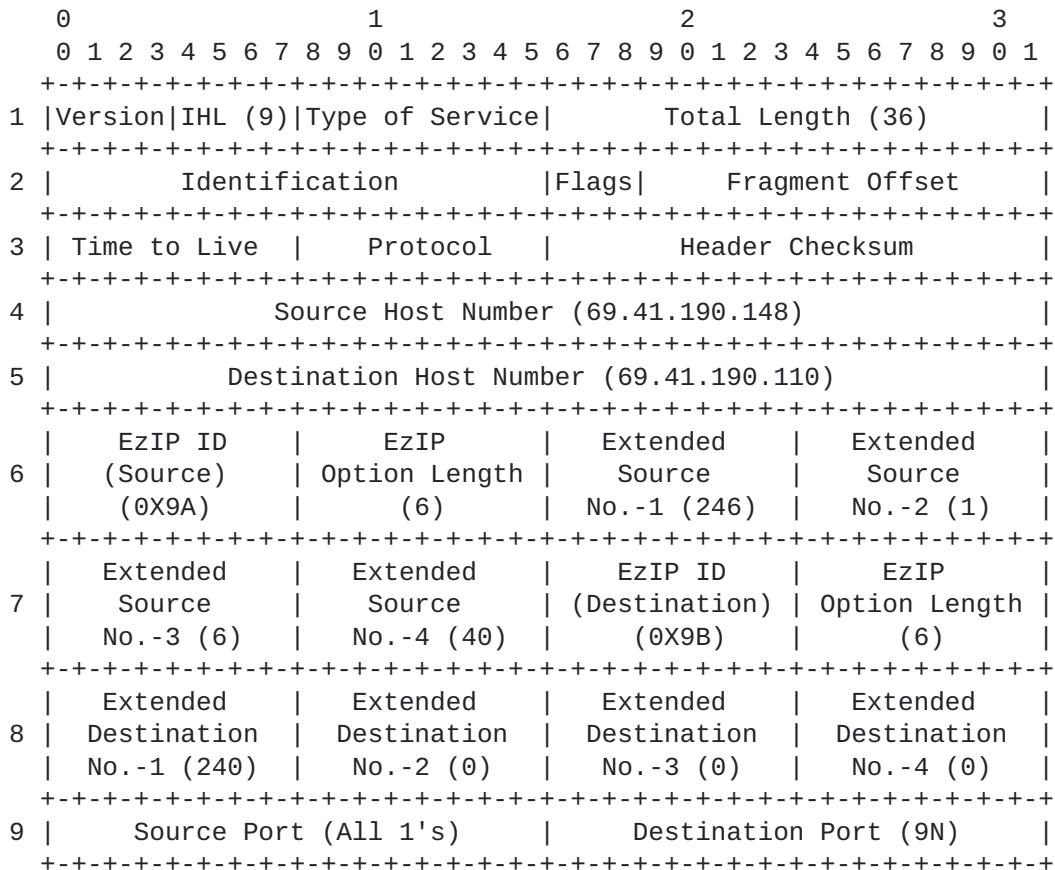 0                   1                   2                   3
    0 1 2 3 4 5 6 7 8 9 0 1 2 3 4 5 6 7 8 9 0 1 2 3 4 5 6 7 8 9 0 1
   +-+-+-+-+-+-+-+-+-+-+-+-+-+-+-+-+-+-+-+-+-+-+-+-+-+-+-+-+-+-+-+-+
 1 |Version|IHL (9)|Type of Service|       Total Length (36)       |
   +-+-+-+-+-+-+-+-+-+-+-+-+-+-+-+-+-+-+-+-+-+-+-+-+-+-+-+-+-+-+-+-+
 2 |        Identification         |Flags|     Fragment Offset     |
   +-+-+-+-+-+-+-+-+-+-+-+-+-+-+-+-+-+-+-+-+-+-+-+-+-+-+-+-+-+-+-+-+
 3 | Time to Live  |    Protocol   |        Header Checksum        |
   +-+-+-+-+-+-+-+-+-+-+-+-+-+-+-+-+-+-+-+-+-+-+-+-+-+-+-+-+-+-+-+-+
 4 |              Source Host Number (69.41.190.148)               |
   +-+-+-+-+-+-+-+-+-+-+-+-+-+-+-+-+-+-+-+-+-+-+-+-+-+-+-+-+-+-+-+-+
 5 |           Destination Host Number (69.41.190.110)             |
   +-+-+-+-+-+-+-+-+-+-+-+-+-+-+-+-+-+-+-+-+-+-+-+-+-+-+-+-+-+-+-+-+
   |    EzIP ID    |     EzIP      |   Extended    |   Extended    |
 6 |   (Source)    | Option Length |    Source     |    Source     |
   |    (0X9A)     |      (6)      |  No.-1 (246)  |   No.-2 (1)   |
   +-+-+-+-+-+-+-+-+-+-+-+-+-+-+-+-+-+-+-+-+-+-+-+-+-+-+-+-+-+-+-+-+
   |   Extended    |   Extended    |    EzIP ID    |     EzIP      |
 7 |    Source     |    Source     | (Destination) | Option Length |
   |   No.-3 (6)   |  No.-4 (40)   |    (0X9B)     |      (6)      |
   +-+-+-+-+-+-+-+-+-+-+-+-+-+-+-+-+-+-+-+-+-+-+-+-+-+-+-+-+-+-+-+-+
   |   Extended    |   Extended    |   Extended    |   Extended    |
 8 |  Destination  |  Destination  |  Destination  |  Destination  |
   |  No.-1 (240)  |   No.-2 (0)   |   No.-3 (0)   |   No.-4 (0)   |
   +-+-+-+-+-+-+-+-+-+-+-+-+-+-+-+-+-+-+-+-+-+-+-+-+-+-+-+-+-+-+-+-+
 9 |     Source Port (All 1's)     |     Destination Port (9N)     |
   +-+-+-+-+-+-+-+-+-+-+-+-+-+-+-+-+-+-+-+-+-+-+-+-+-+-+-+-+-+-+-+-+